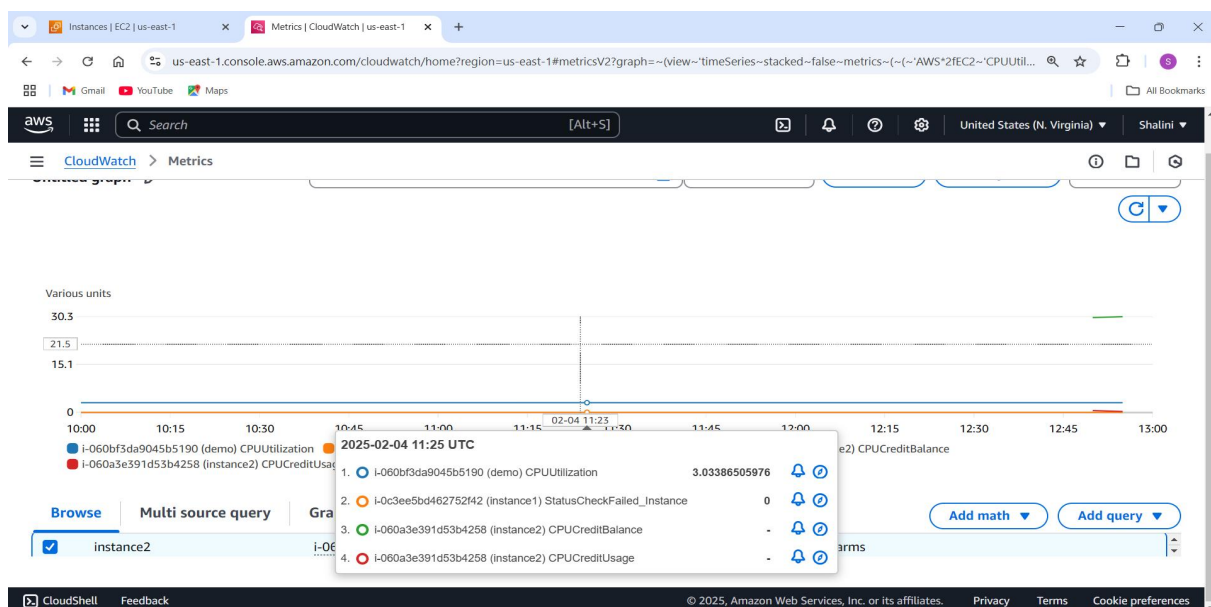 Instances | EC2 | us-east-1
Metrics | CloudWatch | us-east-1
us-east-1.console.aws.amazon.com/cloudwatch/home?region=us-east-1#metricsV2?graph=~(view~'timeSeries~stacked~false~metrics~(~(~'AWS*2fEC2~'CPUUtil...
S
Gmail YouTube Maps All Bookmarks
aws Search [Alt+S] United States (N. Virginia) Shalini
CloudWatch > Metrics
Untitled graph
Various units
30.3
21.5
15.1
0
02-04 11:23
10:00 10:15 10:30 10:45 11:00 11:15 11:30 11:45 12:00 12:15 12:30 12:45 13:00
i-060bf3da9045b5190 (demo) CPUUtilization e2) CPUCreditBalance
i-060a3e391d53b4258 (instance2) CPUCreditUsag
2025-02-04 11:25 UTC
1. i-060bf3da9045b5190 (demo) CPUUtilization 3.03386505976
2. i-0c3ee5bd462752f42 (instance1) StatusCheckFailed_Instance 0
3. i-060a3e391d53b4258 (instance2) CPUCreditBalance -
4. i-060a3e391d53b4258 (instance2) CPUCreditUsage -
Browse Multi source query Gra Add math Add query
instance2 i-06 arms
CloudShell Feedback © 2025, Amazon Web Services, Inc. or its affiliates. Privacy Terms Cookie preferences